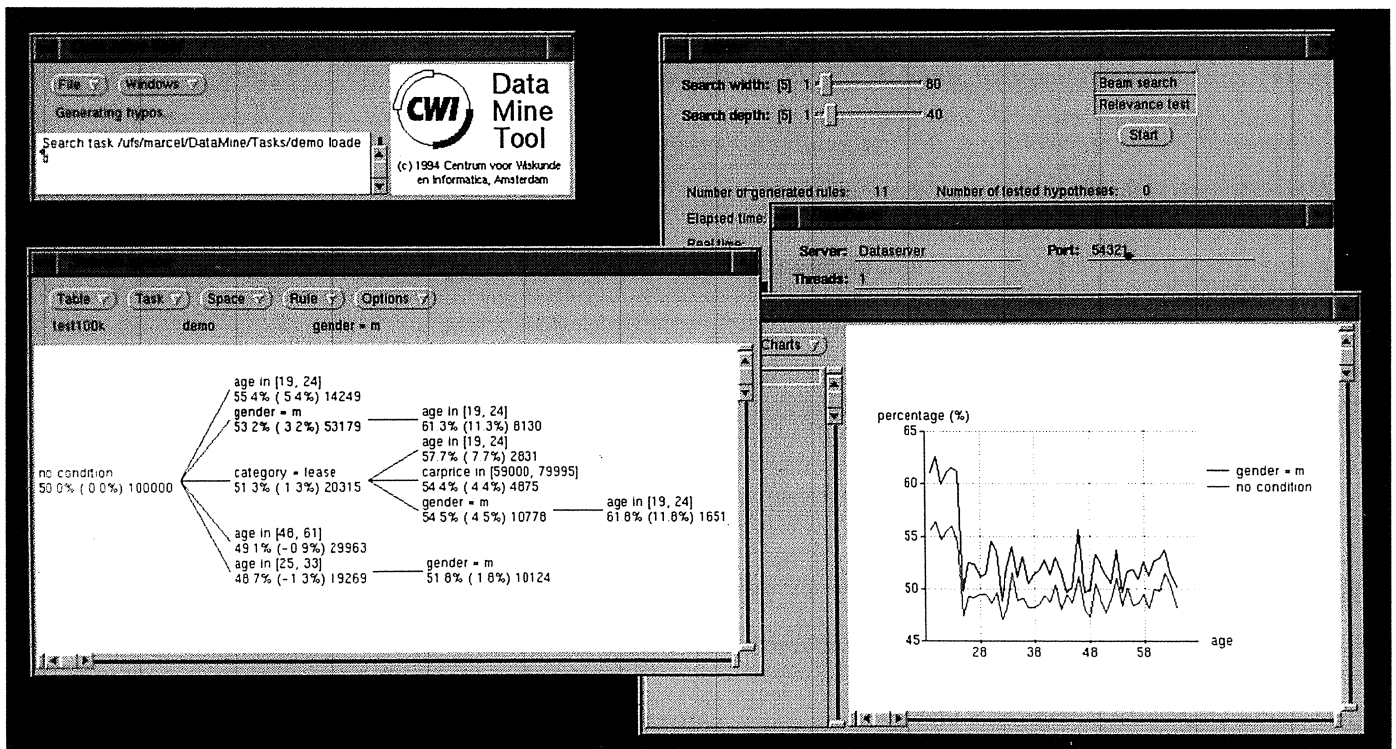 File Windows
Generating hypos.
Search task /ufs/marcel/DataMine/Tasks/demo loade
CWI
Data
Mine
Tool
(c) 1994 Centrum voor Wiskunde
en Informatica, Amsterdam
Search width: [5] 1 60
Search depth: [5] 1 40
Beam search
Relevance test
Start
Number of generated rules: 11 Number of tested hypotheses: 0
Elapsed time:
Real time:
Server: Dataserver Port: 54321
Threads: 1
Table Task Space Rule Options
test100k demo gender = m
no condition
50.0% ( 0.0%) 100000
age in [19, 24]
55.4% ( 5.4%) 14249
gender = m
53.2% ( 3.2%) 53179
category = lease
51.3% ( 1.3%) 20315
age in [48, 61]
49.1% (-0.9%) 29963
age in [25, 33]
48.7% (-1.3%) 19269
age in [19, 24]
61.3% (11.3%) 8130
age in [19, 24]
57.7% ( 7.7%) 2831
carprice in [59000, 79995]
54.4% ( 4.4%) 4875
gender = m
54.5% ( 4.5%) 10778
gender = m
51.8% ( 1.8%) 10124
age in [19, 24]
61.8% (11.8%) 1651
Charts
percentage (%)
65
60
55
50
45
28 38 48 58
age
gender = m
no condition